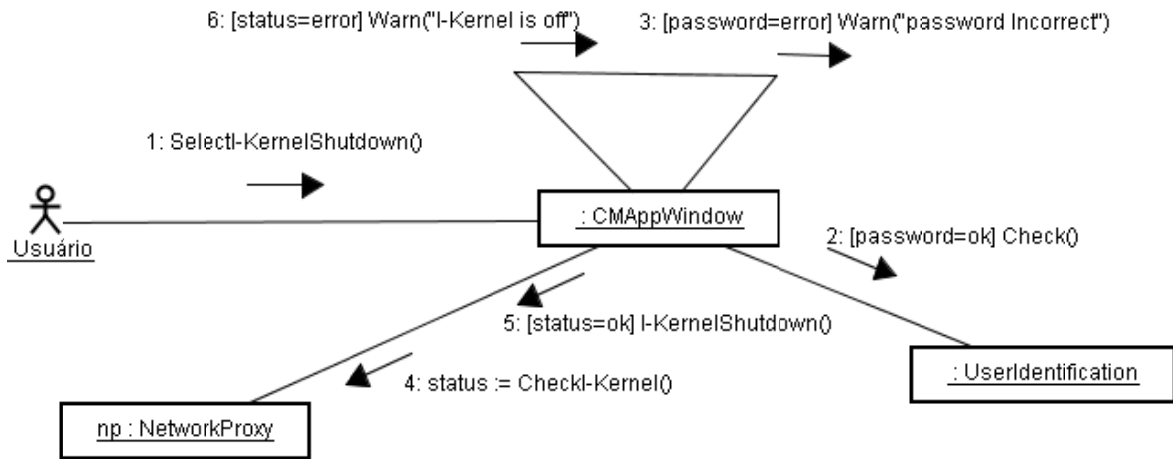 6: [status=error] Warn("I-Kernel is off")
3: [password=error] Warn("password Incorrect")
1: SelectI-KernelShutdown()
: CMAppWindow
Usuário
2: [password=ok] Check()
5: [status=ok] I-KernelShutdown()
: UserIdentification
4: status := CheckI-Kernel()
np : NetworkProxy